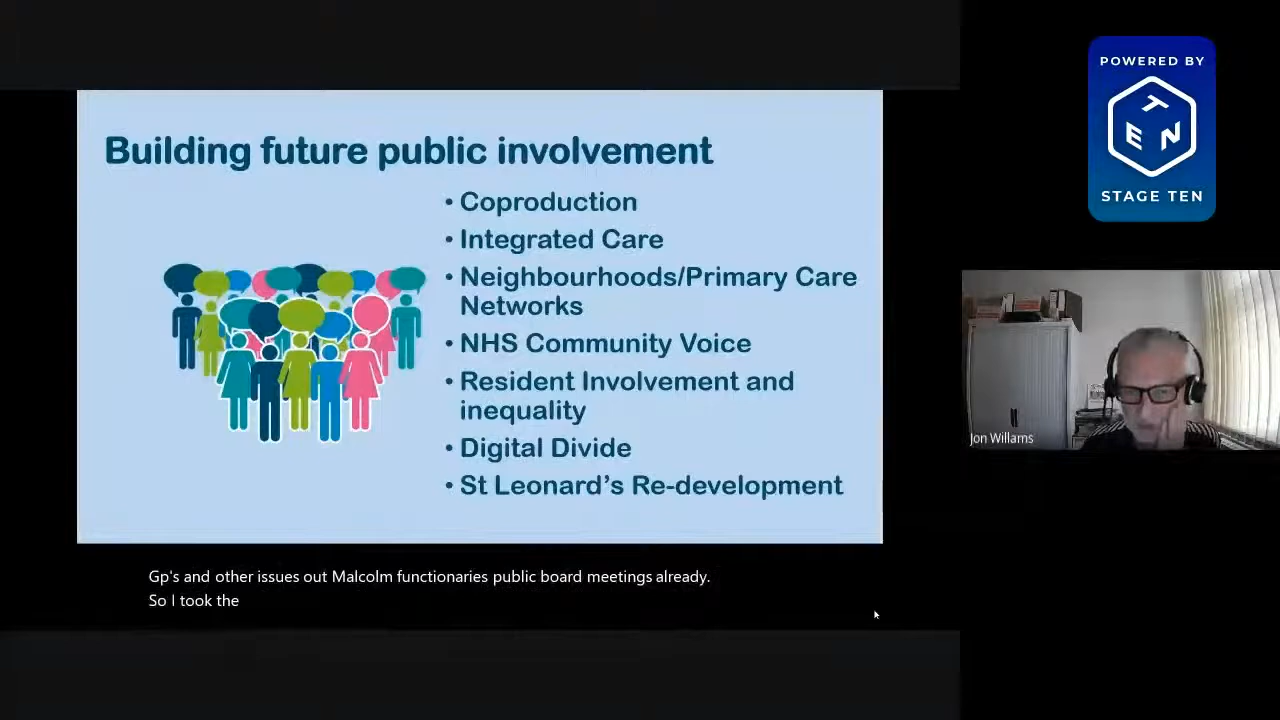 POWERED BY
TEN
STAGE TEN
Building future public involvement
• Coproduction
• Integrated Care
• Neighbourhoods/Primary Care
Networks
• NHS Community Voice
• Resident Involvement and
inequality
• Digital Divide
• St Leonard's Re-development
Jon Willams
Gp's and other issues out Malcolm functionaries public board meetings already.
So I took the